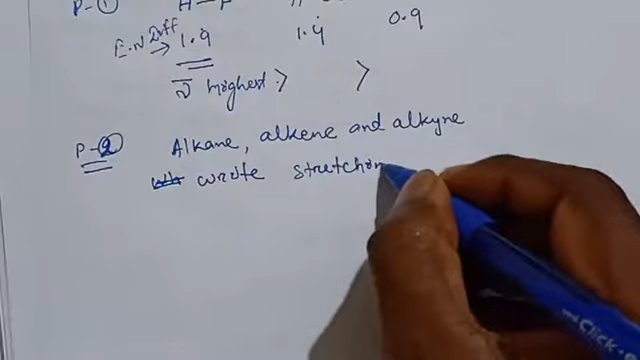 P-①
E.N Diff → 1.9 1.4 0.9
ν̅ highest > >
P-② Alkane, alkene and alkyne
write stretchin
Click